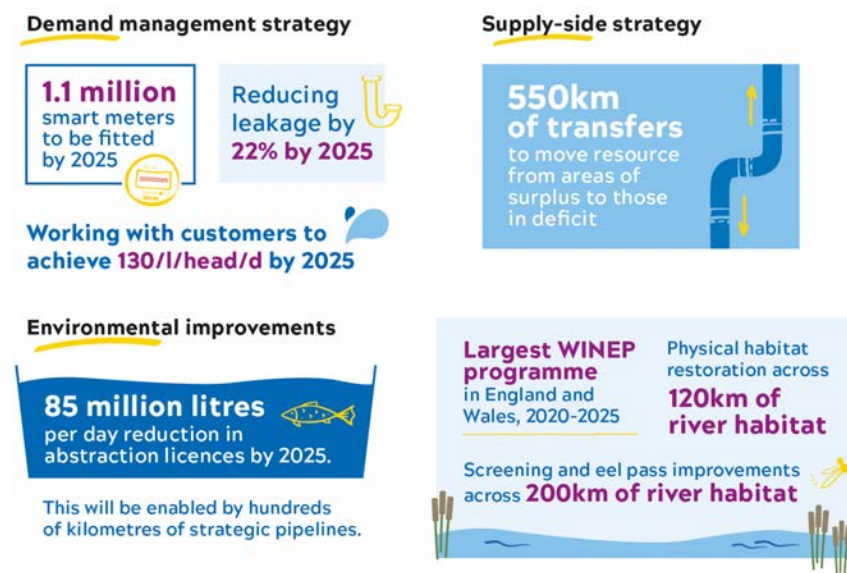 Demand management strategy
1.1 million
smart meters
to be fitted
by 2025
Reducing
leakage by
22% by 2025
Working with customers to
achieve 130/l/head/d by 2025
Supply-side strategy
550km
of transfers
to move resource
from areas of
surplus to those
in deficit
Environmental improvements
85 million litres
per day reduction in
abstraction licences by 2025.
This will be enabled by hundreds
of kilometres of strategic pipelines.
Largest WINEP
programme
in England and
Wales, 2020-2025
Physical habitat
restoration across
120km of
river habitat
Screening and eel pass improvements
across 200km of river habitat